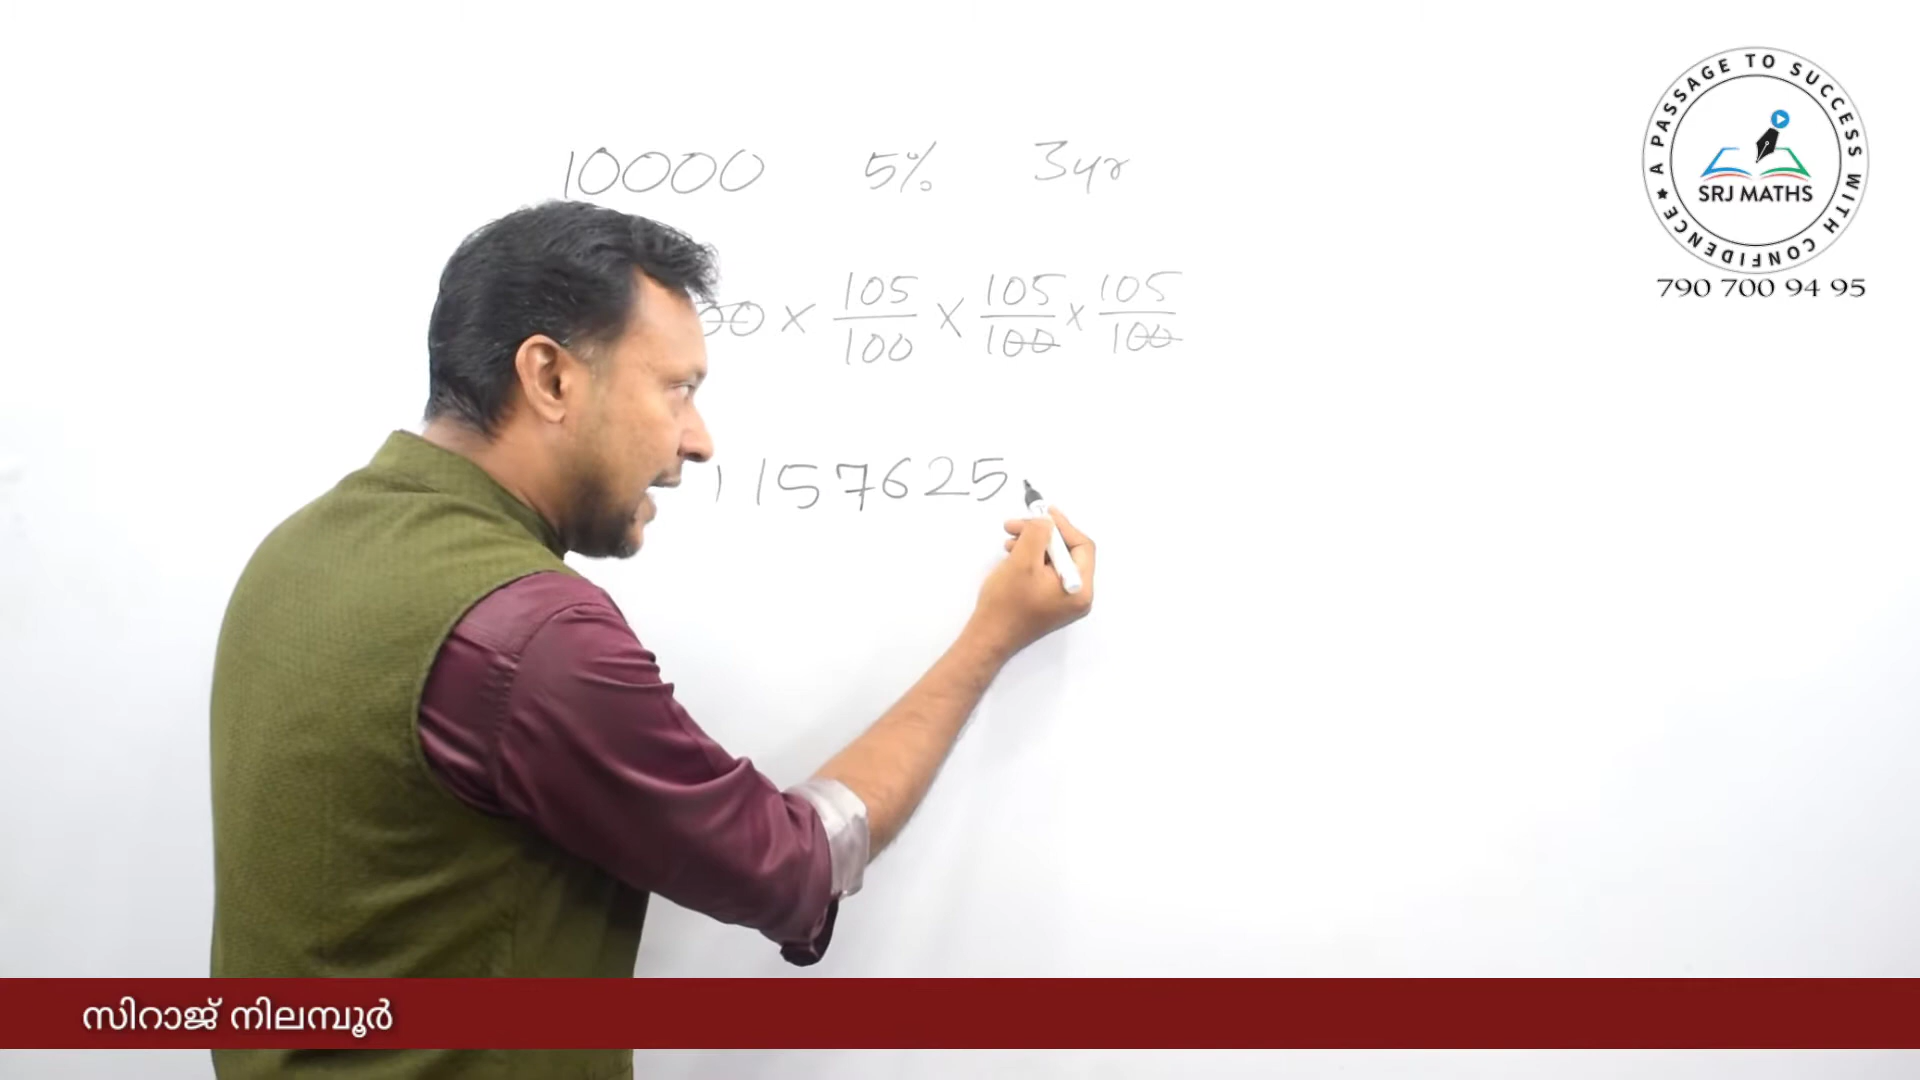 10000 5% 3yr
00 × 105/100 × 105/100 × 105/100
1157625
A PASSAGE TO SUCCESS WITH CONFIDENCE ★
SRJ MATHS
790 700 94 95
സിറാജ് നിലമ്പൂർ